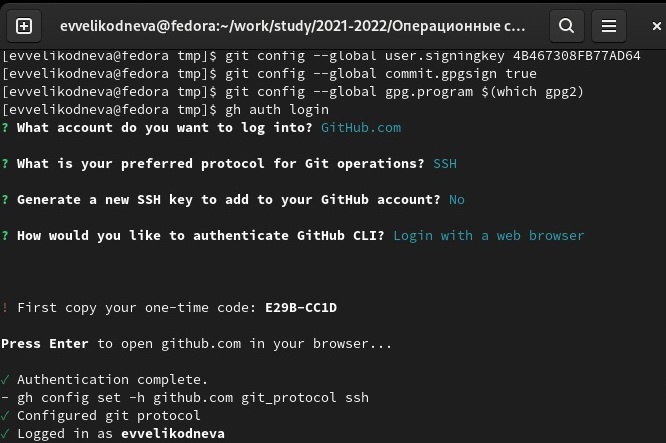 evvelikodneva@fedora:~/work/study/2021-2022/Операционные с...
[evvelikodneva@fedora tmp]$ git config --global user.signingkey 4B467308FB77AD64
[evvelikodneva@fedora tmp]$ git config --global commit.gpgsign true
[evvelikodneva@fedora tmp]$ git config --global gpg.program $(which gpg2)
[evvelikodneva@fedora tmp]$ gh auth login
? What account do you want to log into? GitHub.com
? What is your preferred protocol for Git operations? SSH
? Generate a new SSH key to add to your GitHub account? No
? How would you like to authenticate GitHub CLI? Login with a web browser
! First copy your one-time code: E29B-CC1D
Press Enter to open github.com in your browser...
✓ Authentication complete.
- gh config set -h github.com git_protocol ssh
✓ Configured git protocol
✓ Logged in as evvelikodneva